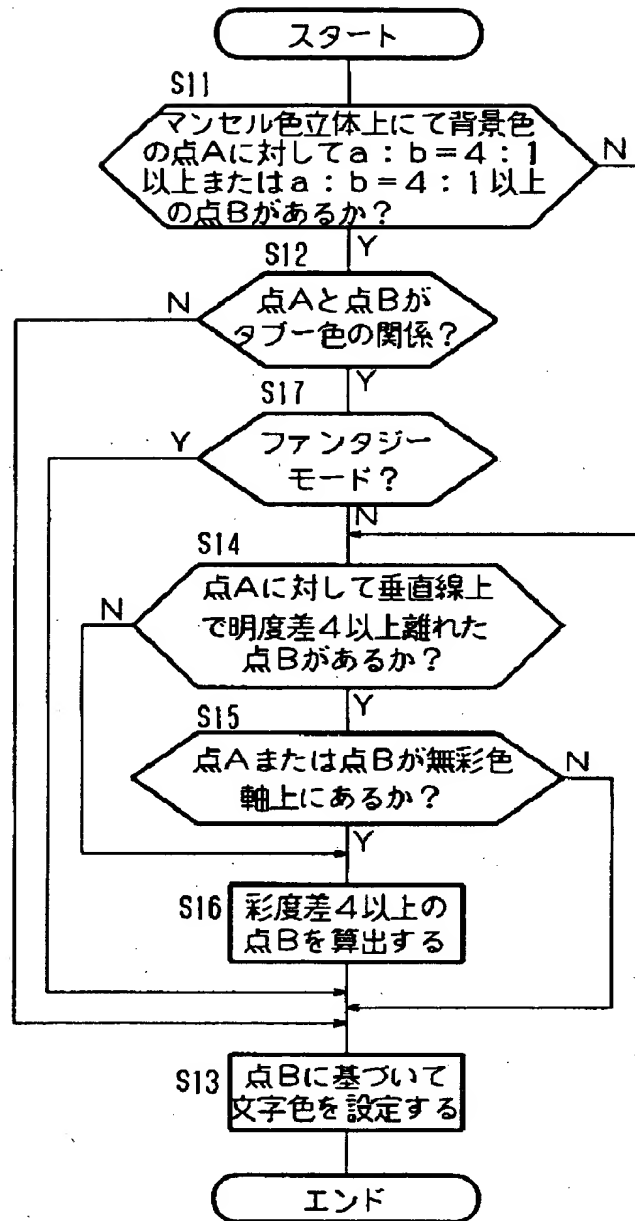 スタート
S11
マンセル色立体上にて背景色
の点Aに対してa：b＝4：1
以上またはa：b＝4：1以上
の点Bがあるか？
N
Y
S12
点Aと点Bが
タブー色の関係？
N
Y
S17
ファンタジー
モード？
Y
N
S14
点Aに対して垂直線上
で明度差4以上離れた
点Bがあるか？
N
Y
S15
点Aまたは点Bが無彩色
軸上にあるか？
N
Y
S16
彩度差4以上の
点Bを算出する
S13
点Bに基づいて
文字色を設定する
エンド